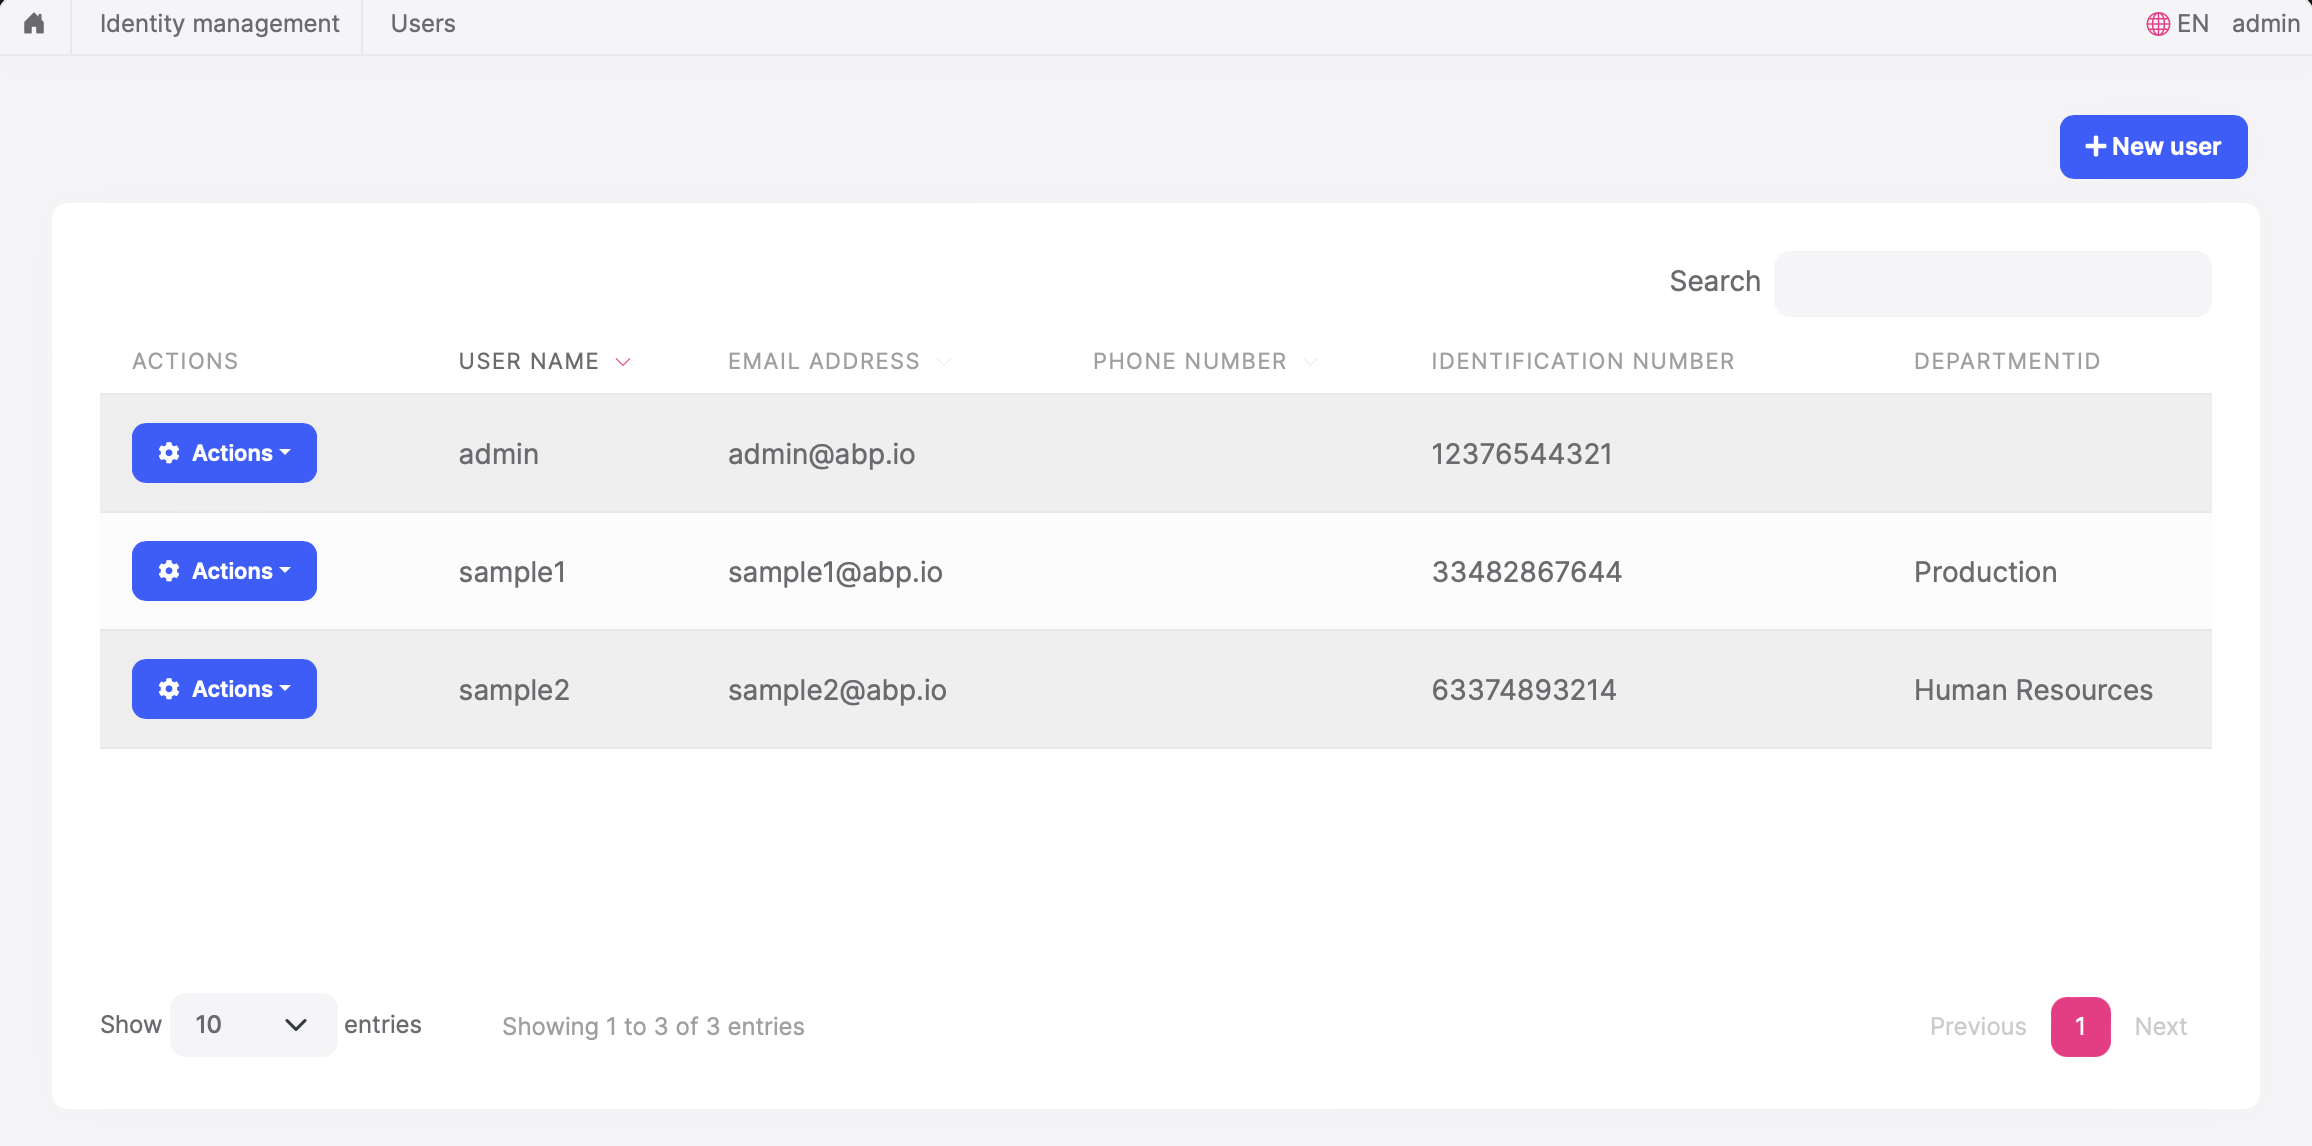 Identity management Users EN admin
New user
Search
ACTIONS USER NAME EMAIL ADDRESS PHONE NUMBER IDENTIFICATION NUMBER DEPARTMENTID
Actions admin admin@abp.io 12376544321
Actions sample1 sample1@abp.io 33482867644 Production
Actions sample2 sample2@abp.io 63374893214 Human Resources
Show 10 entries Showing 1 to 3 of 3 entries Previous 1 Next